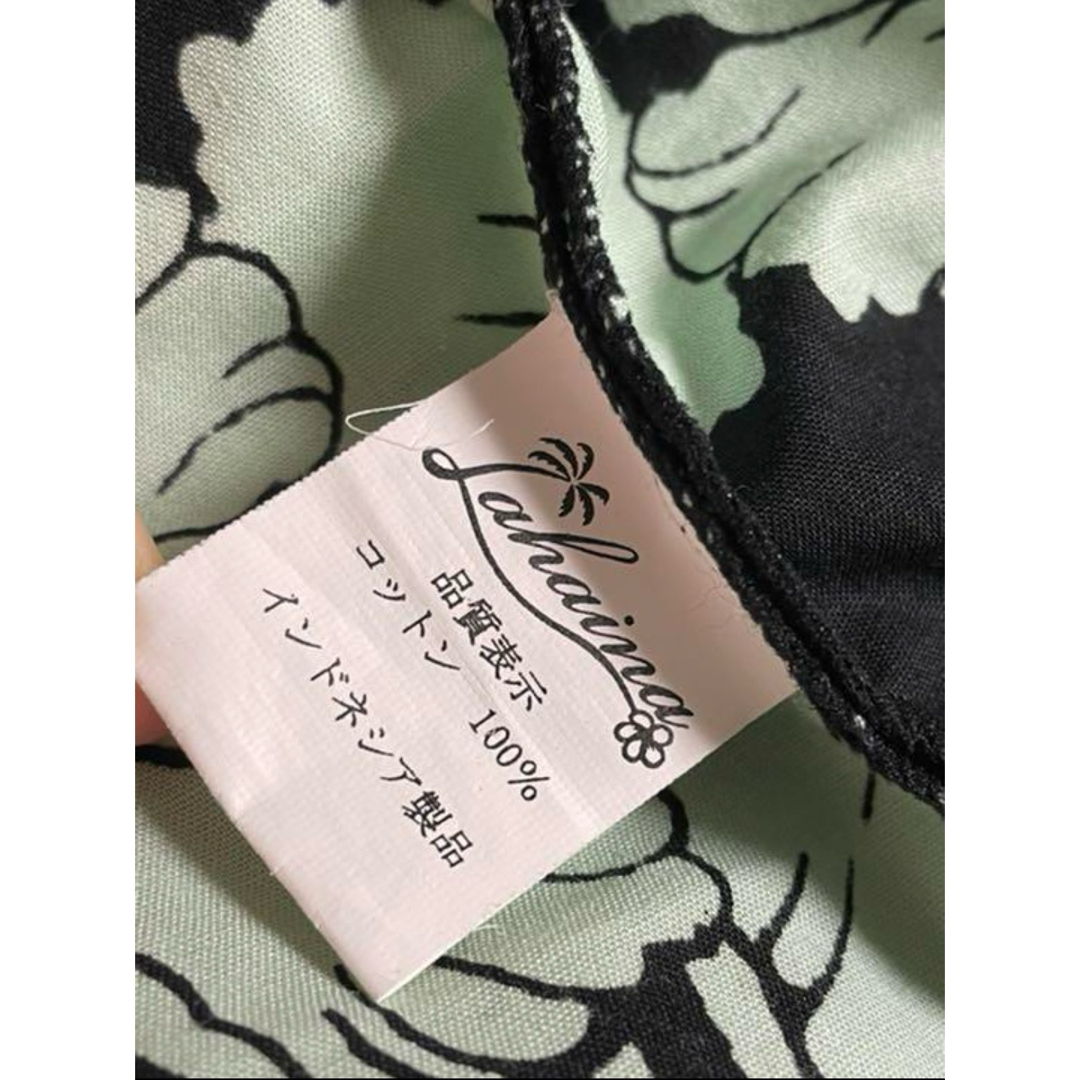 Lahaina
品質表示
コットン 100%
インドネシア製品